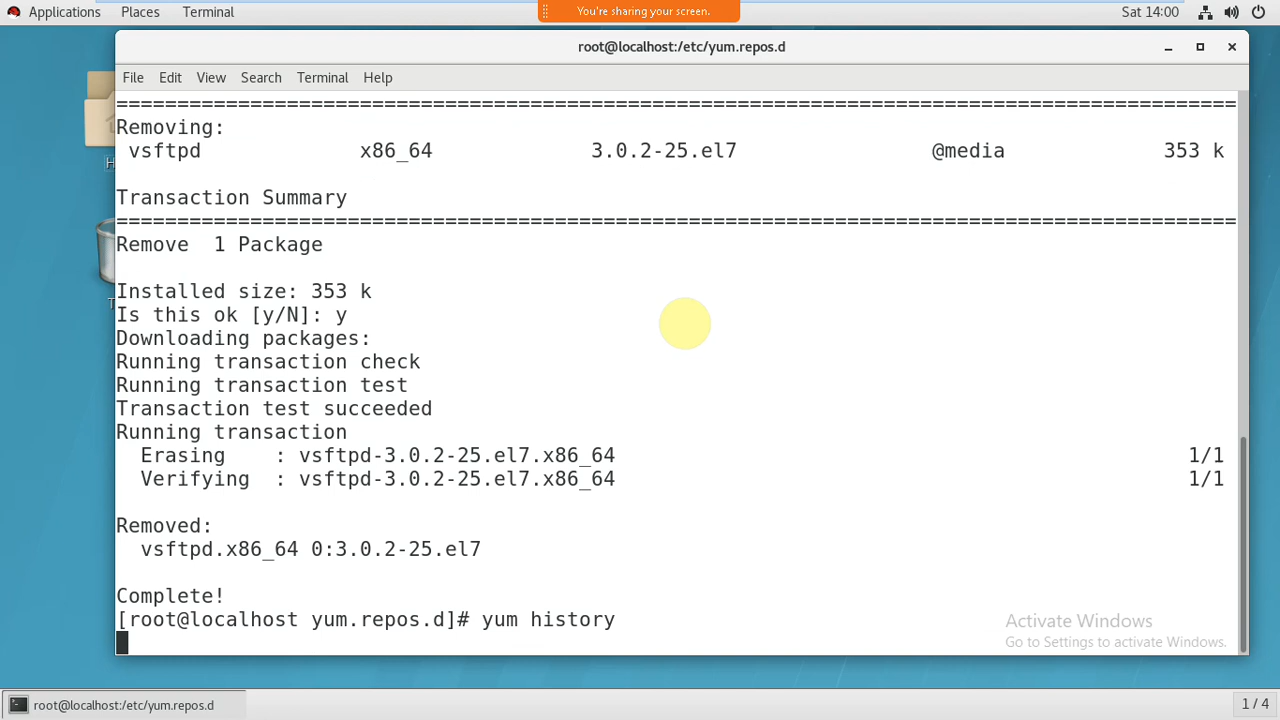 Applications Places Terminal You're sharing your screen. Sat 14:00
root@localhost:/etc/yum.repos.d
File Edit View Search Terminal Help
================================================================================
Removing:
 vsftpd x86_64 3.0.2-25.el7 @media 353 k
Transaction Summary
================================================================================
Remove 1 Package
Installed size: 353 k
Is this ok [y/N]: y
Downloading packages:
Running transaction check
Running transaction test
Transaction test succeeded
Running transaction
  Erasing : vsftpd-3.0.2-25.el7.x86_64 1/1
  Verifying : vsftpd-3.0.2-25.el7.x86_64 1/1
Removed:
  vsftpd.x86_64 0:3.0.2-25.el7
Complete!
[root@localhost yum.repos.d]# yum history
Activate Windows
Go to Settings to activate Windows.
root@localhost:/etc/yum.repos.d 1 / 4